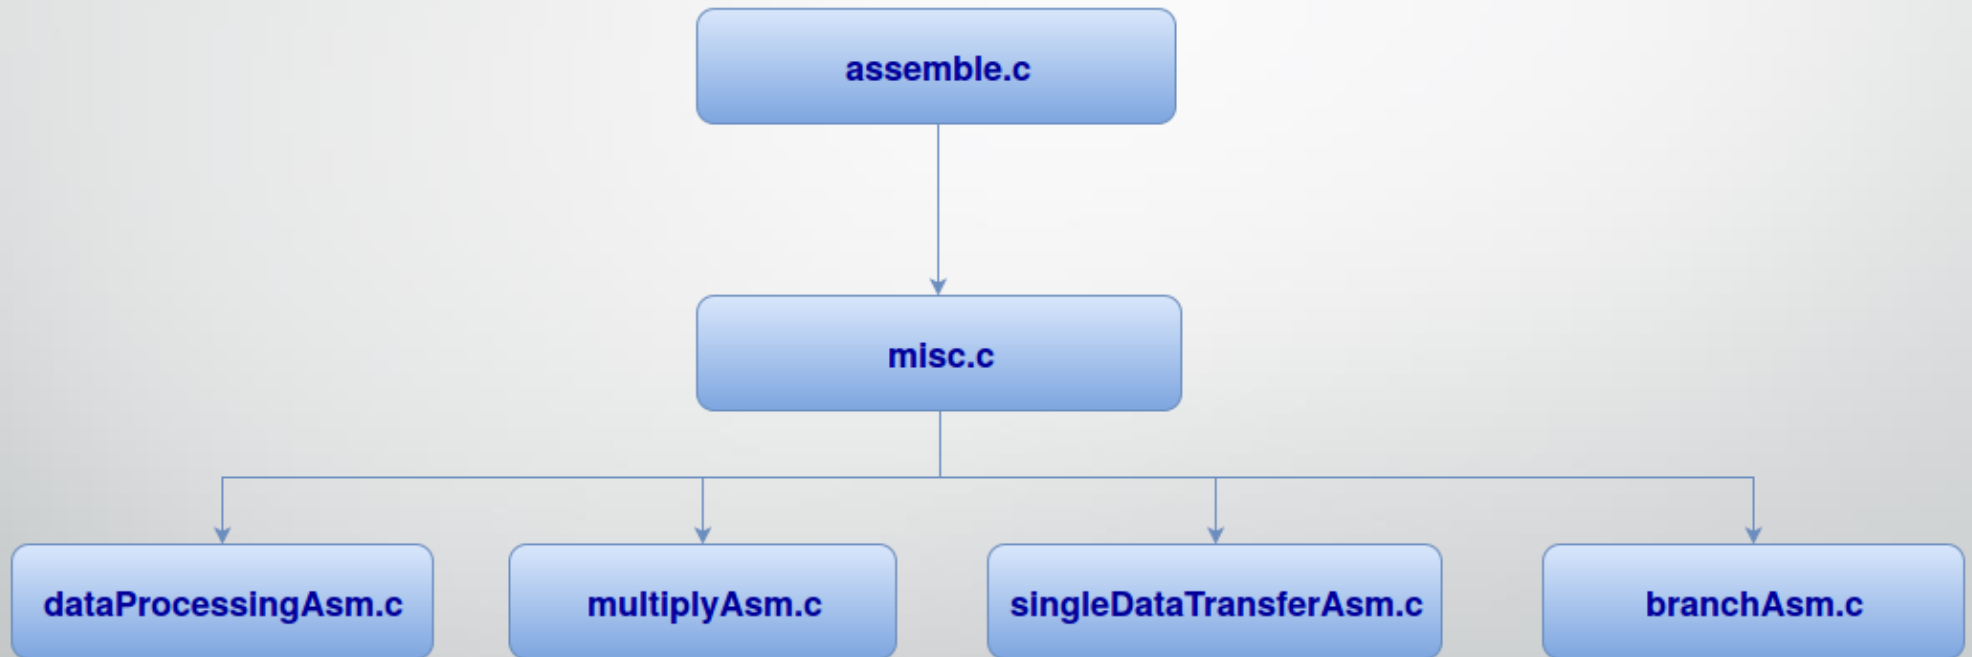 assemble.c
misc.c
dataProcessingAsm.c
multiplyAsm.c
singleDataTransferAsm.c
branchAsm.c